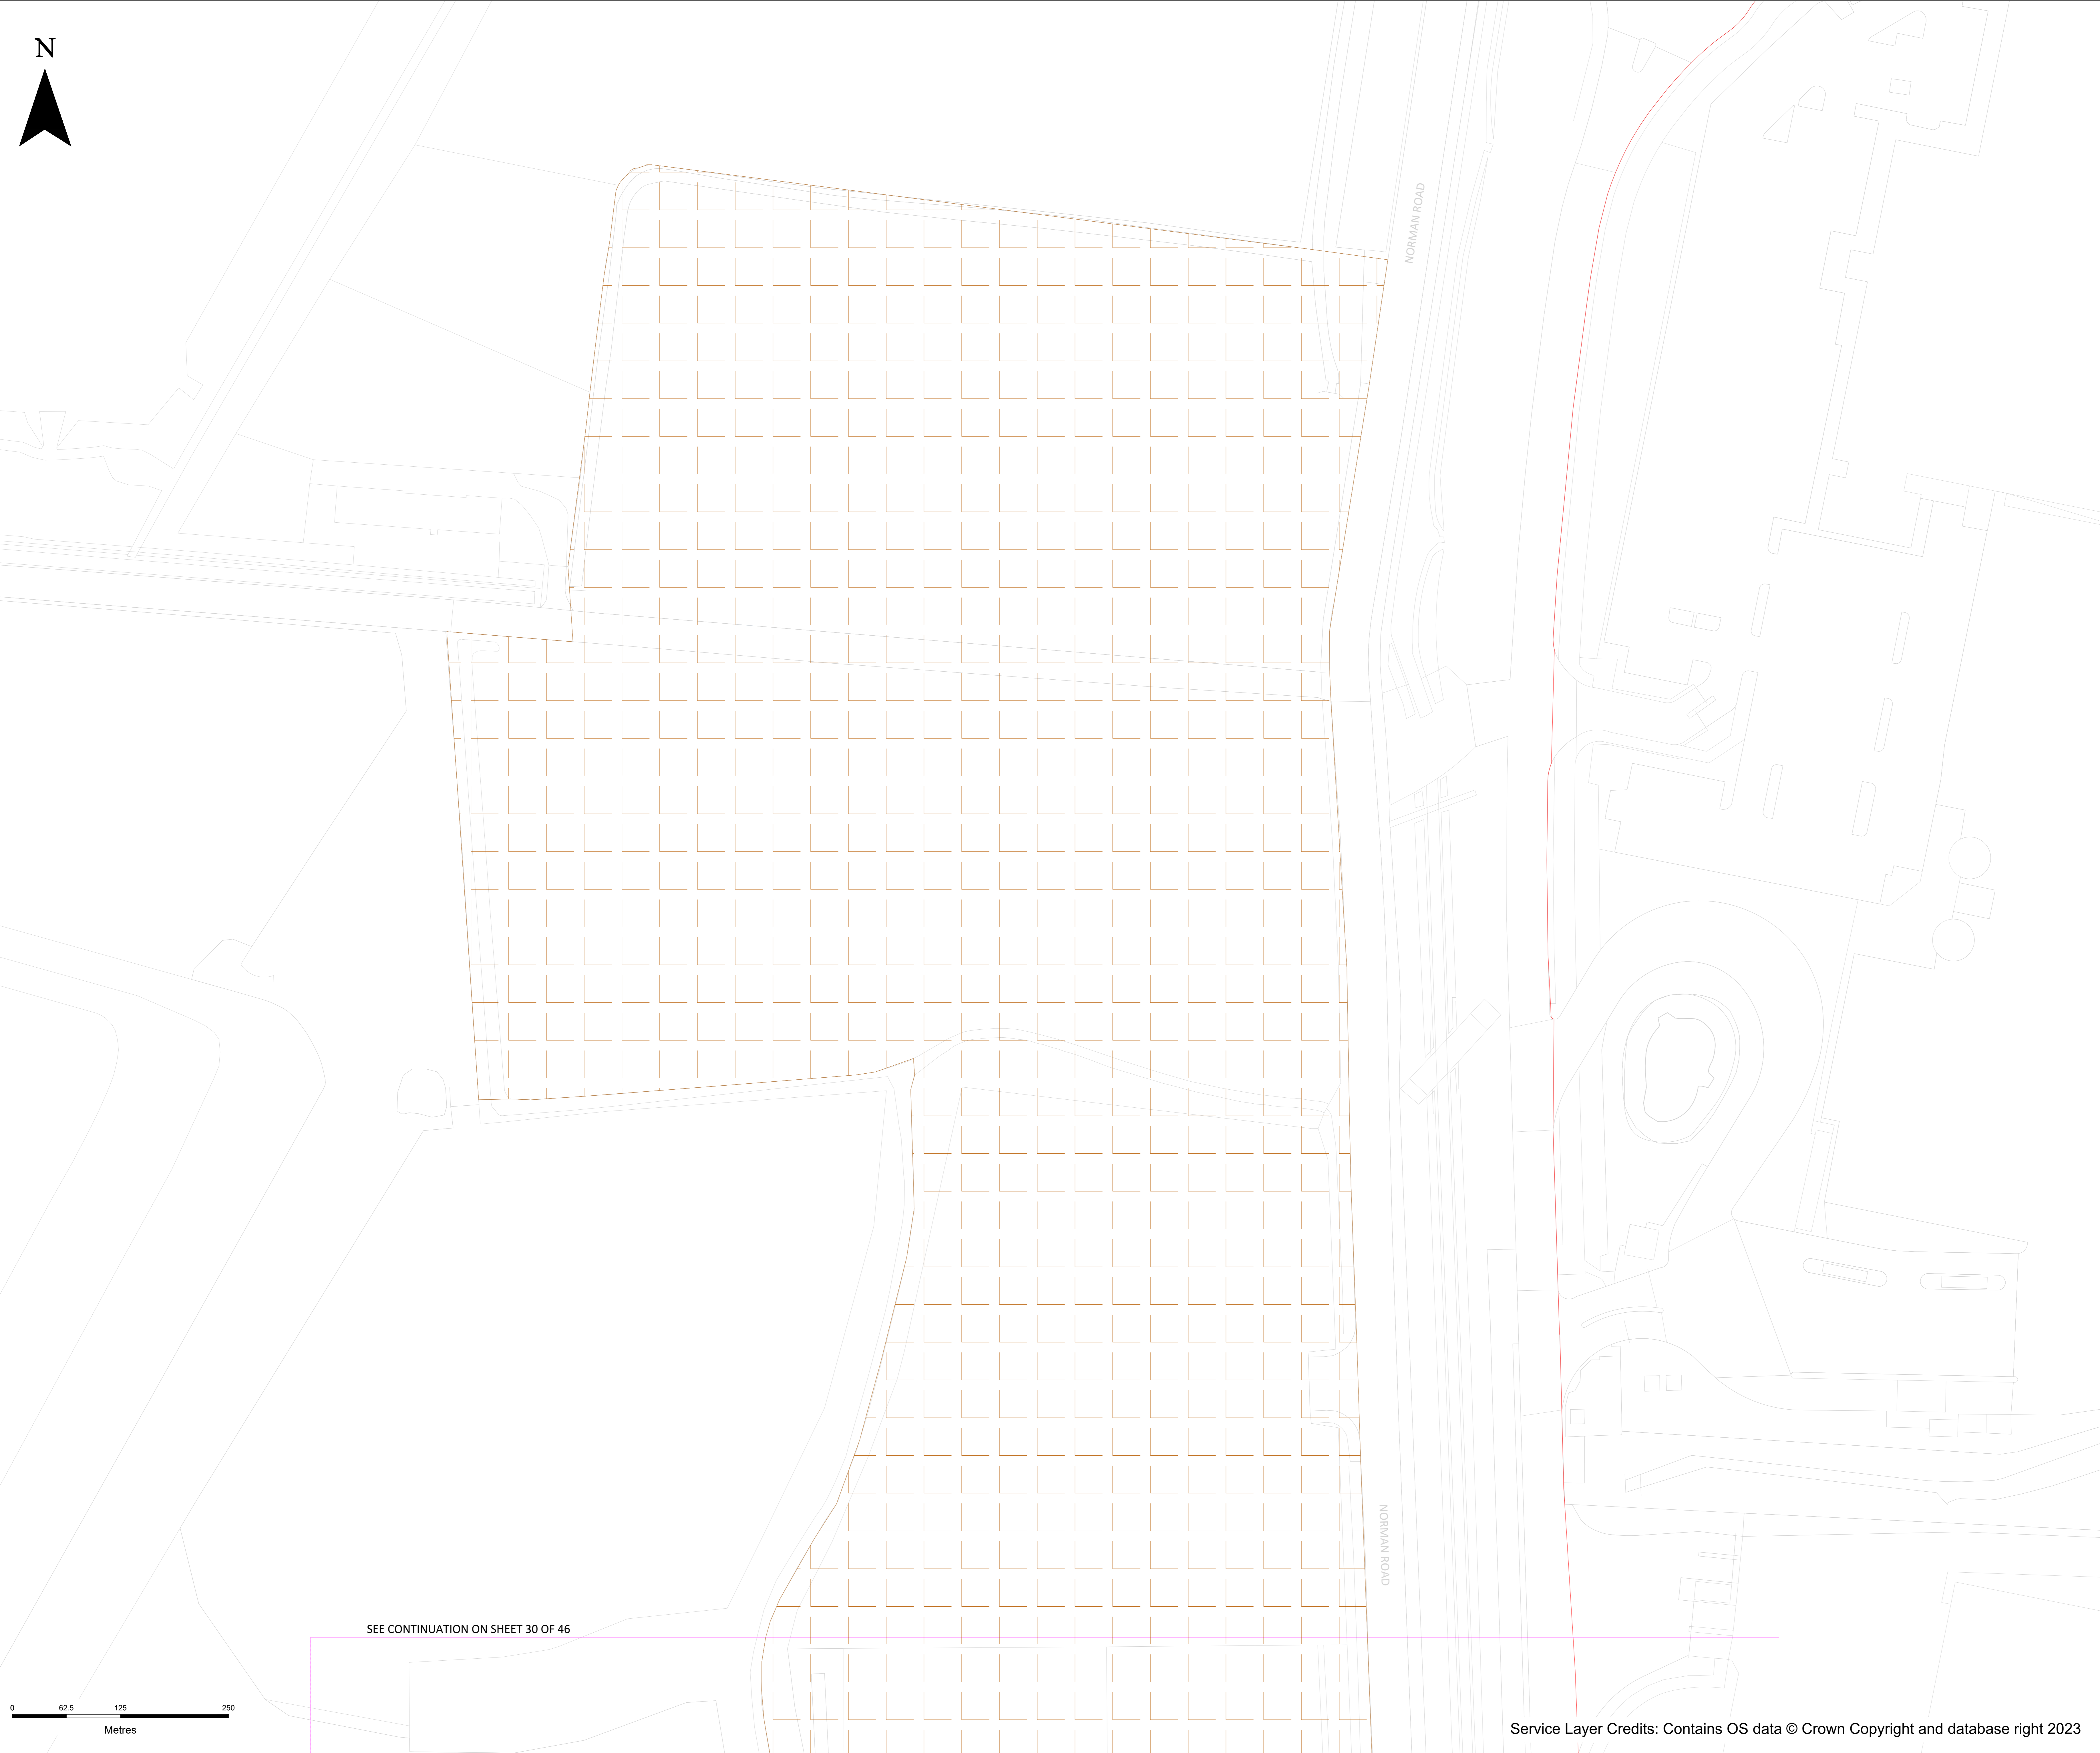 N
NORMAN ROAD
NORMAN ROAD
SEE CONTINUATION ON SHEET 30 OF 46
0 62.5 125 250
Metres
Service Layer Credits: Contains OS data © Crown Copyright and database right 2023